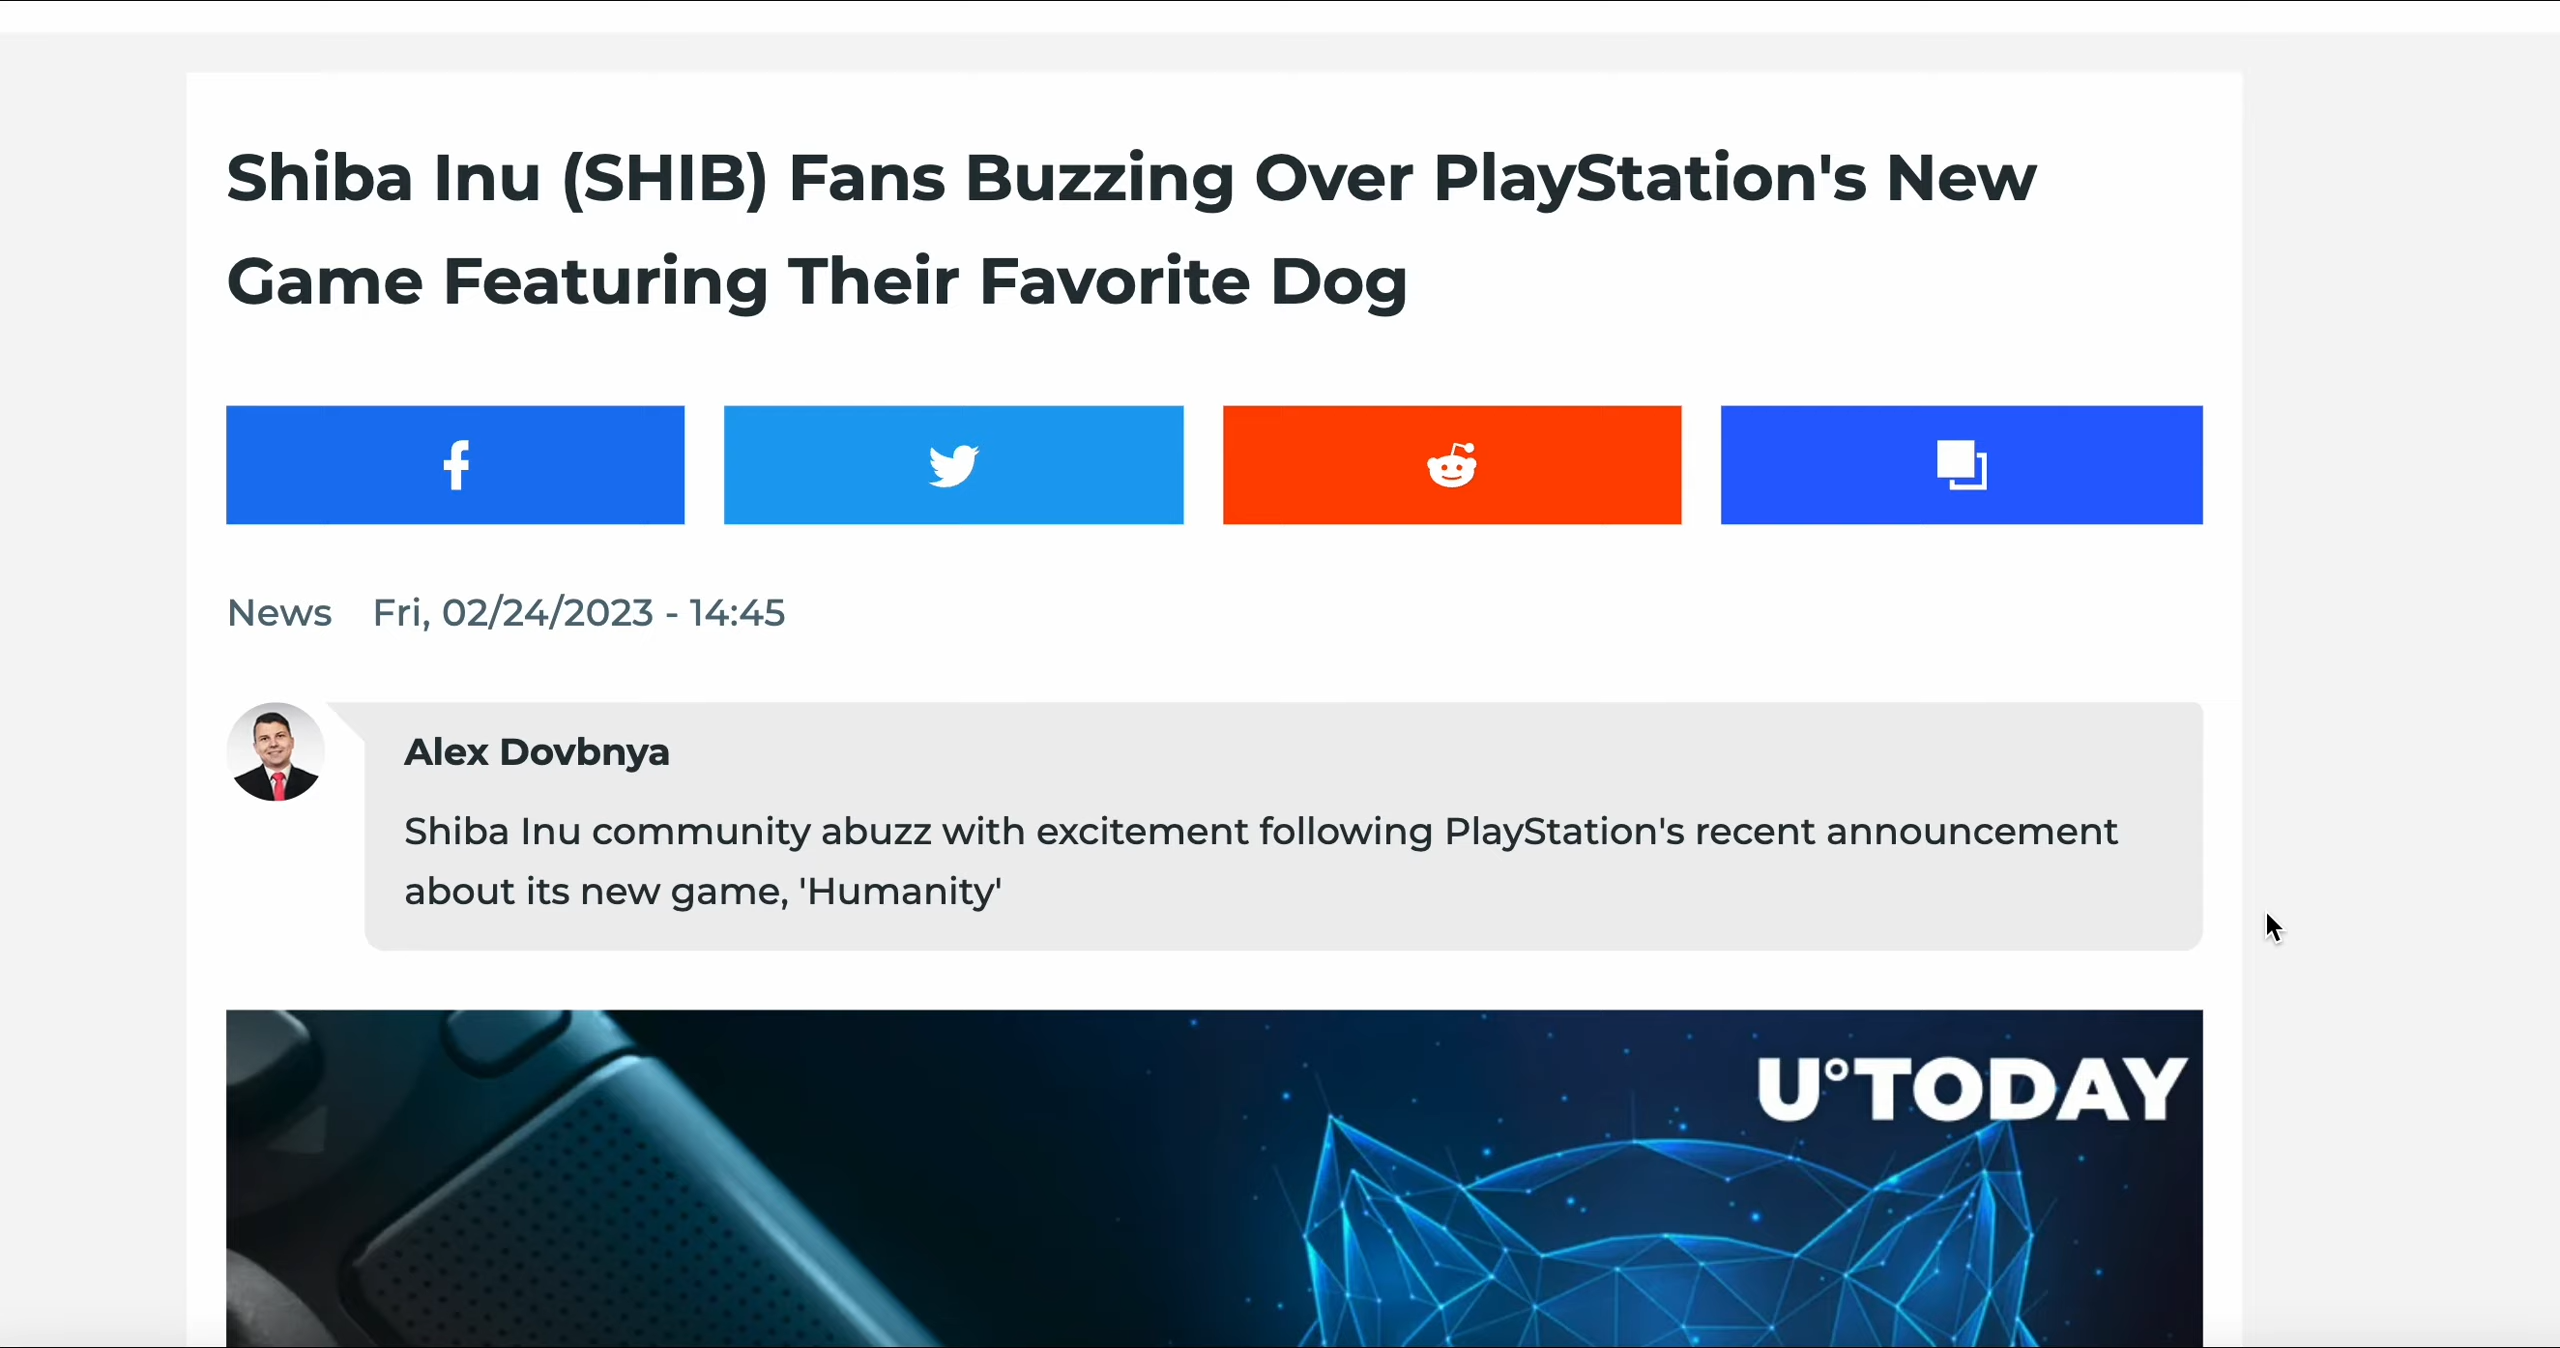 Shiba Inu (SHIB) Fans Buzzing Over PlayStation's New
Game Featuring Their Favorite Dog
News Fri, 02/24/2023 - 14:45
Alex Dovbnya
Shiba Inu community abuzz with excitement following PlayStation's recent announcement
about its new game, 'Humanity'
U°TODAY